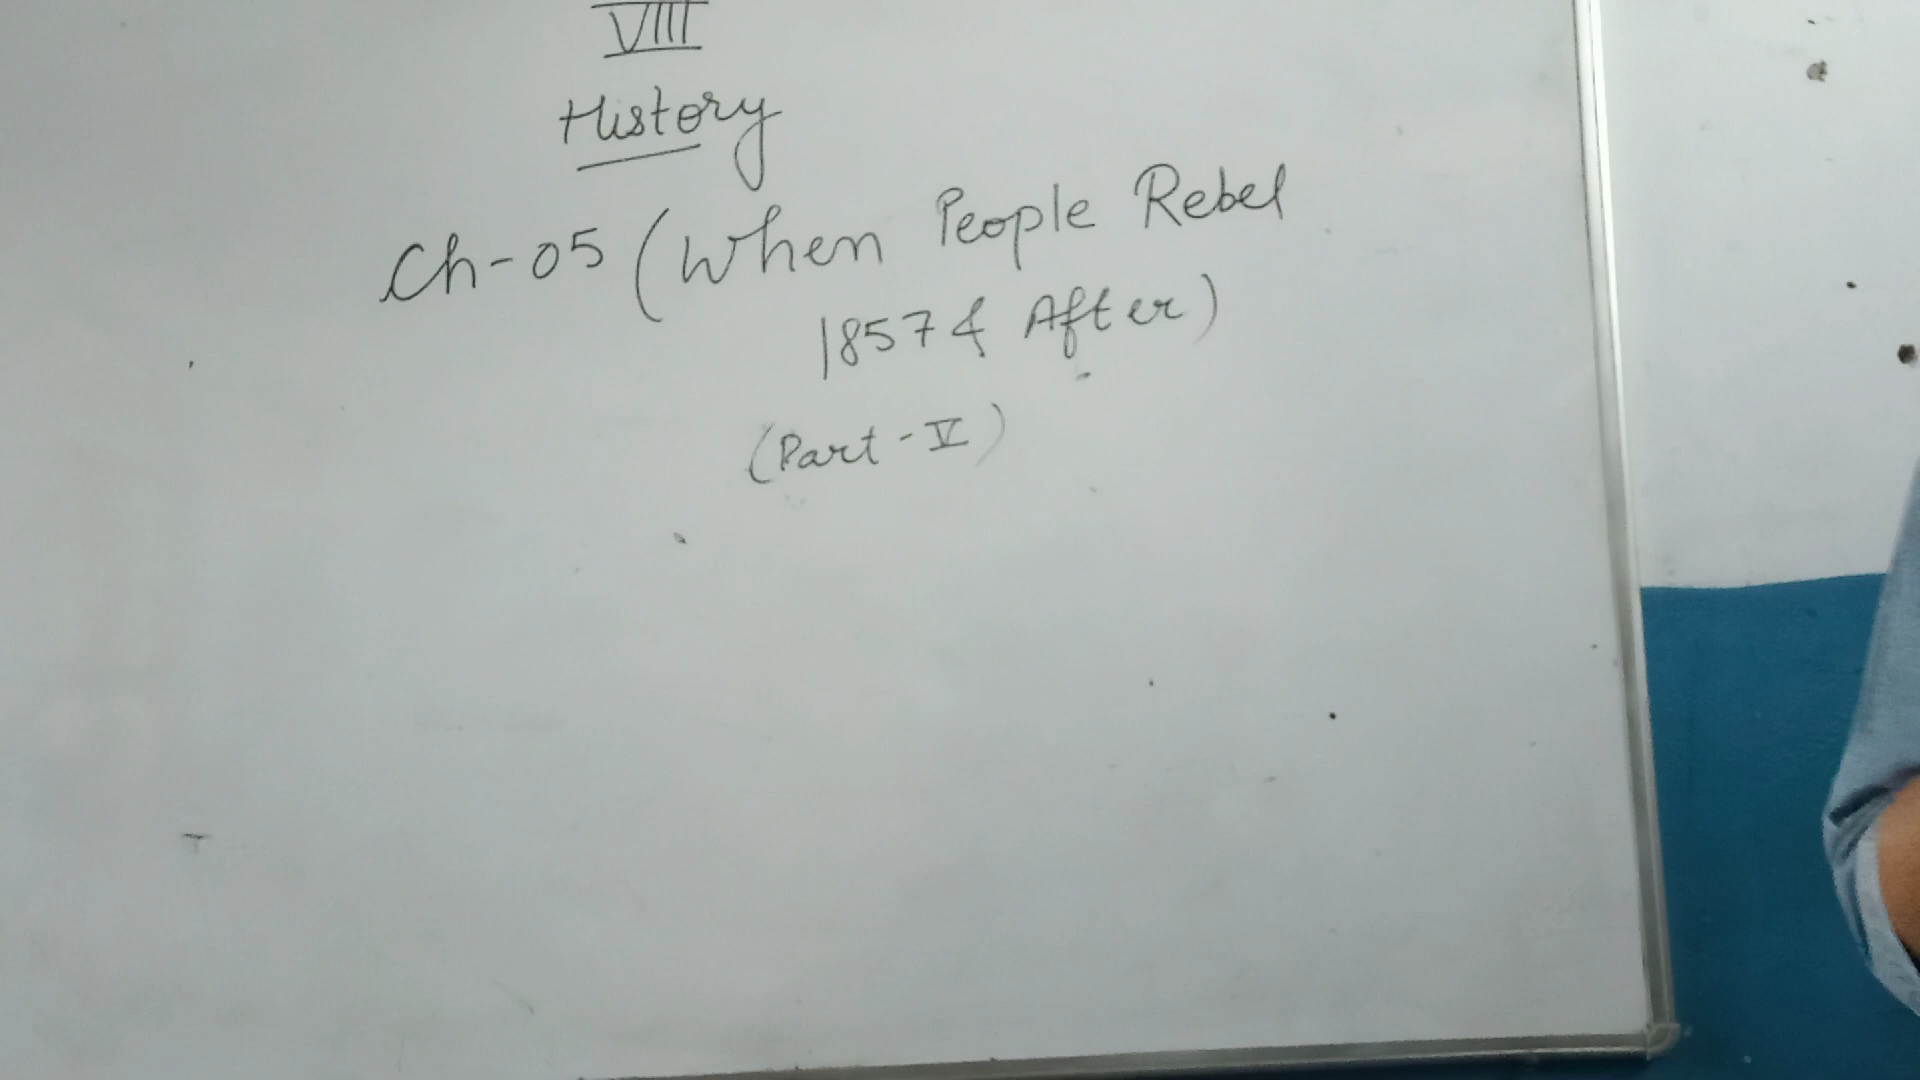 VIII
History
Ch-05 (When People Rebel
1857 & After)
(Part-V)